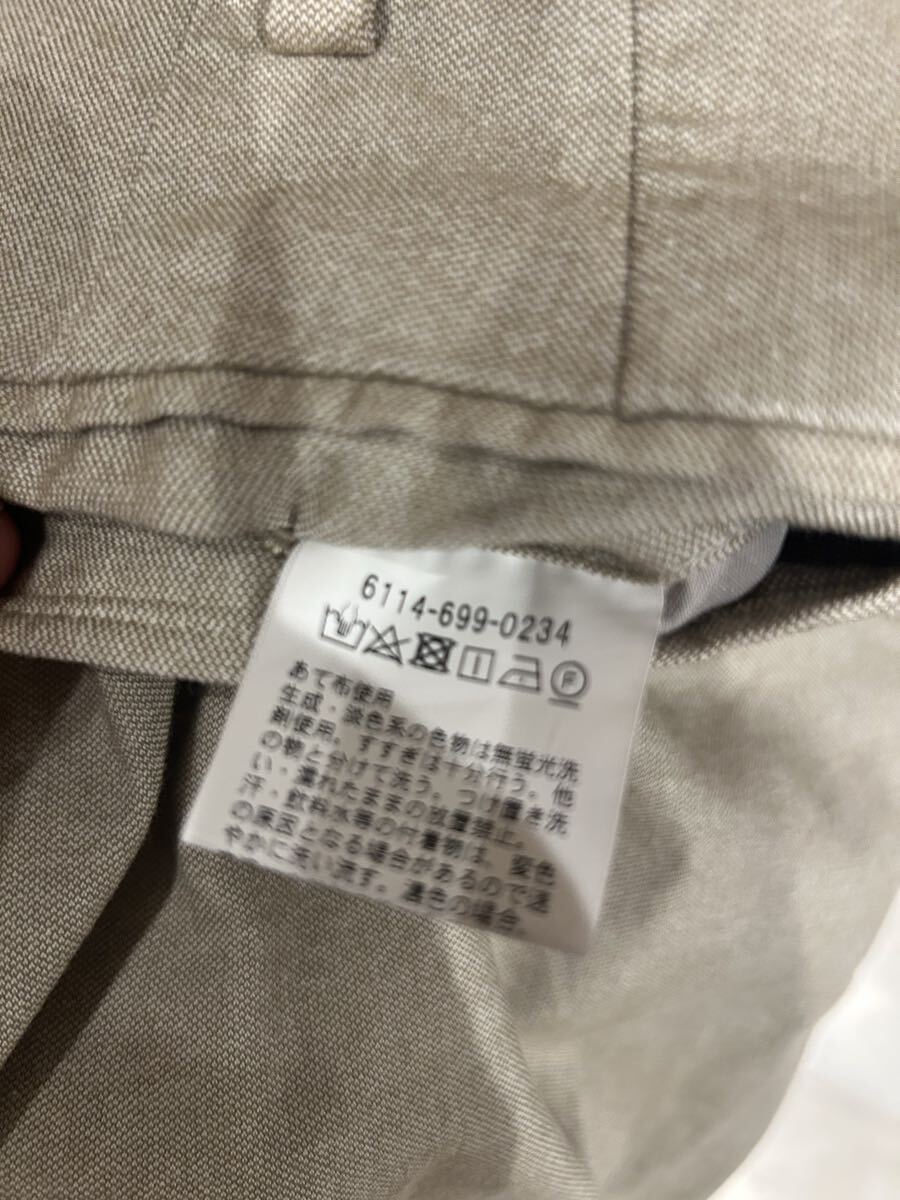 6114-699-0234
F
あて布使用
生成・淡色系の色物は無蛍光洗
剤使用。すすぎは十分行う。他
の物と分けて洗う。つけ置き洗
い・濡れたままの放置禁止。
汗・飲料水等の付着物は、変色
の原因となる場合があるので速
やかに洗い流す。濃色の場合、